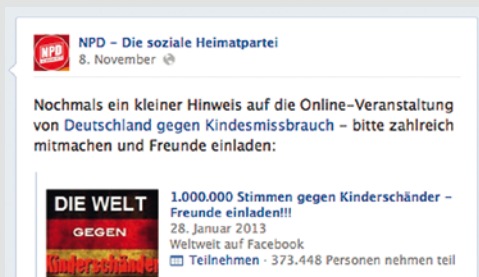 NPD
NPD – Die soziale Heimatpartei
8. November
Nochmals ein kleiner Hinweis auf die Online-Veranstaltung
von Deutschland gegen Kindesmissbrauch – bitte zahlreich
mitmachen und Freunde einladen:
DIE WELT
GEGEN
Kinderschänder
1.000.000 Stimmen gegen Kinderschänder –
Freunde einladen!!!
28. Januar 2013
Weltweit auf Facebook
Teilnehmen · 373.448 Personen nehmen teil